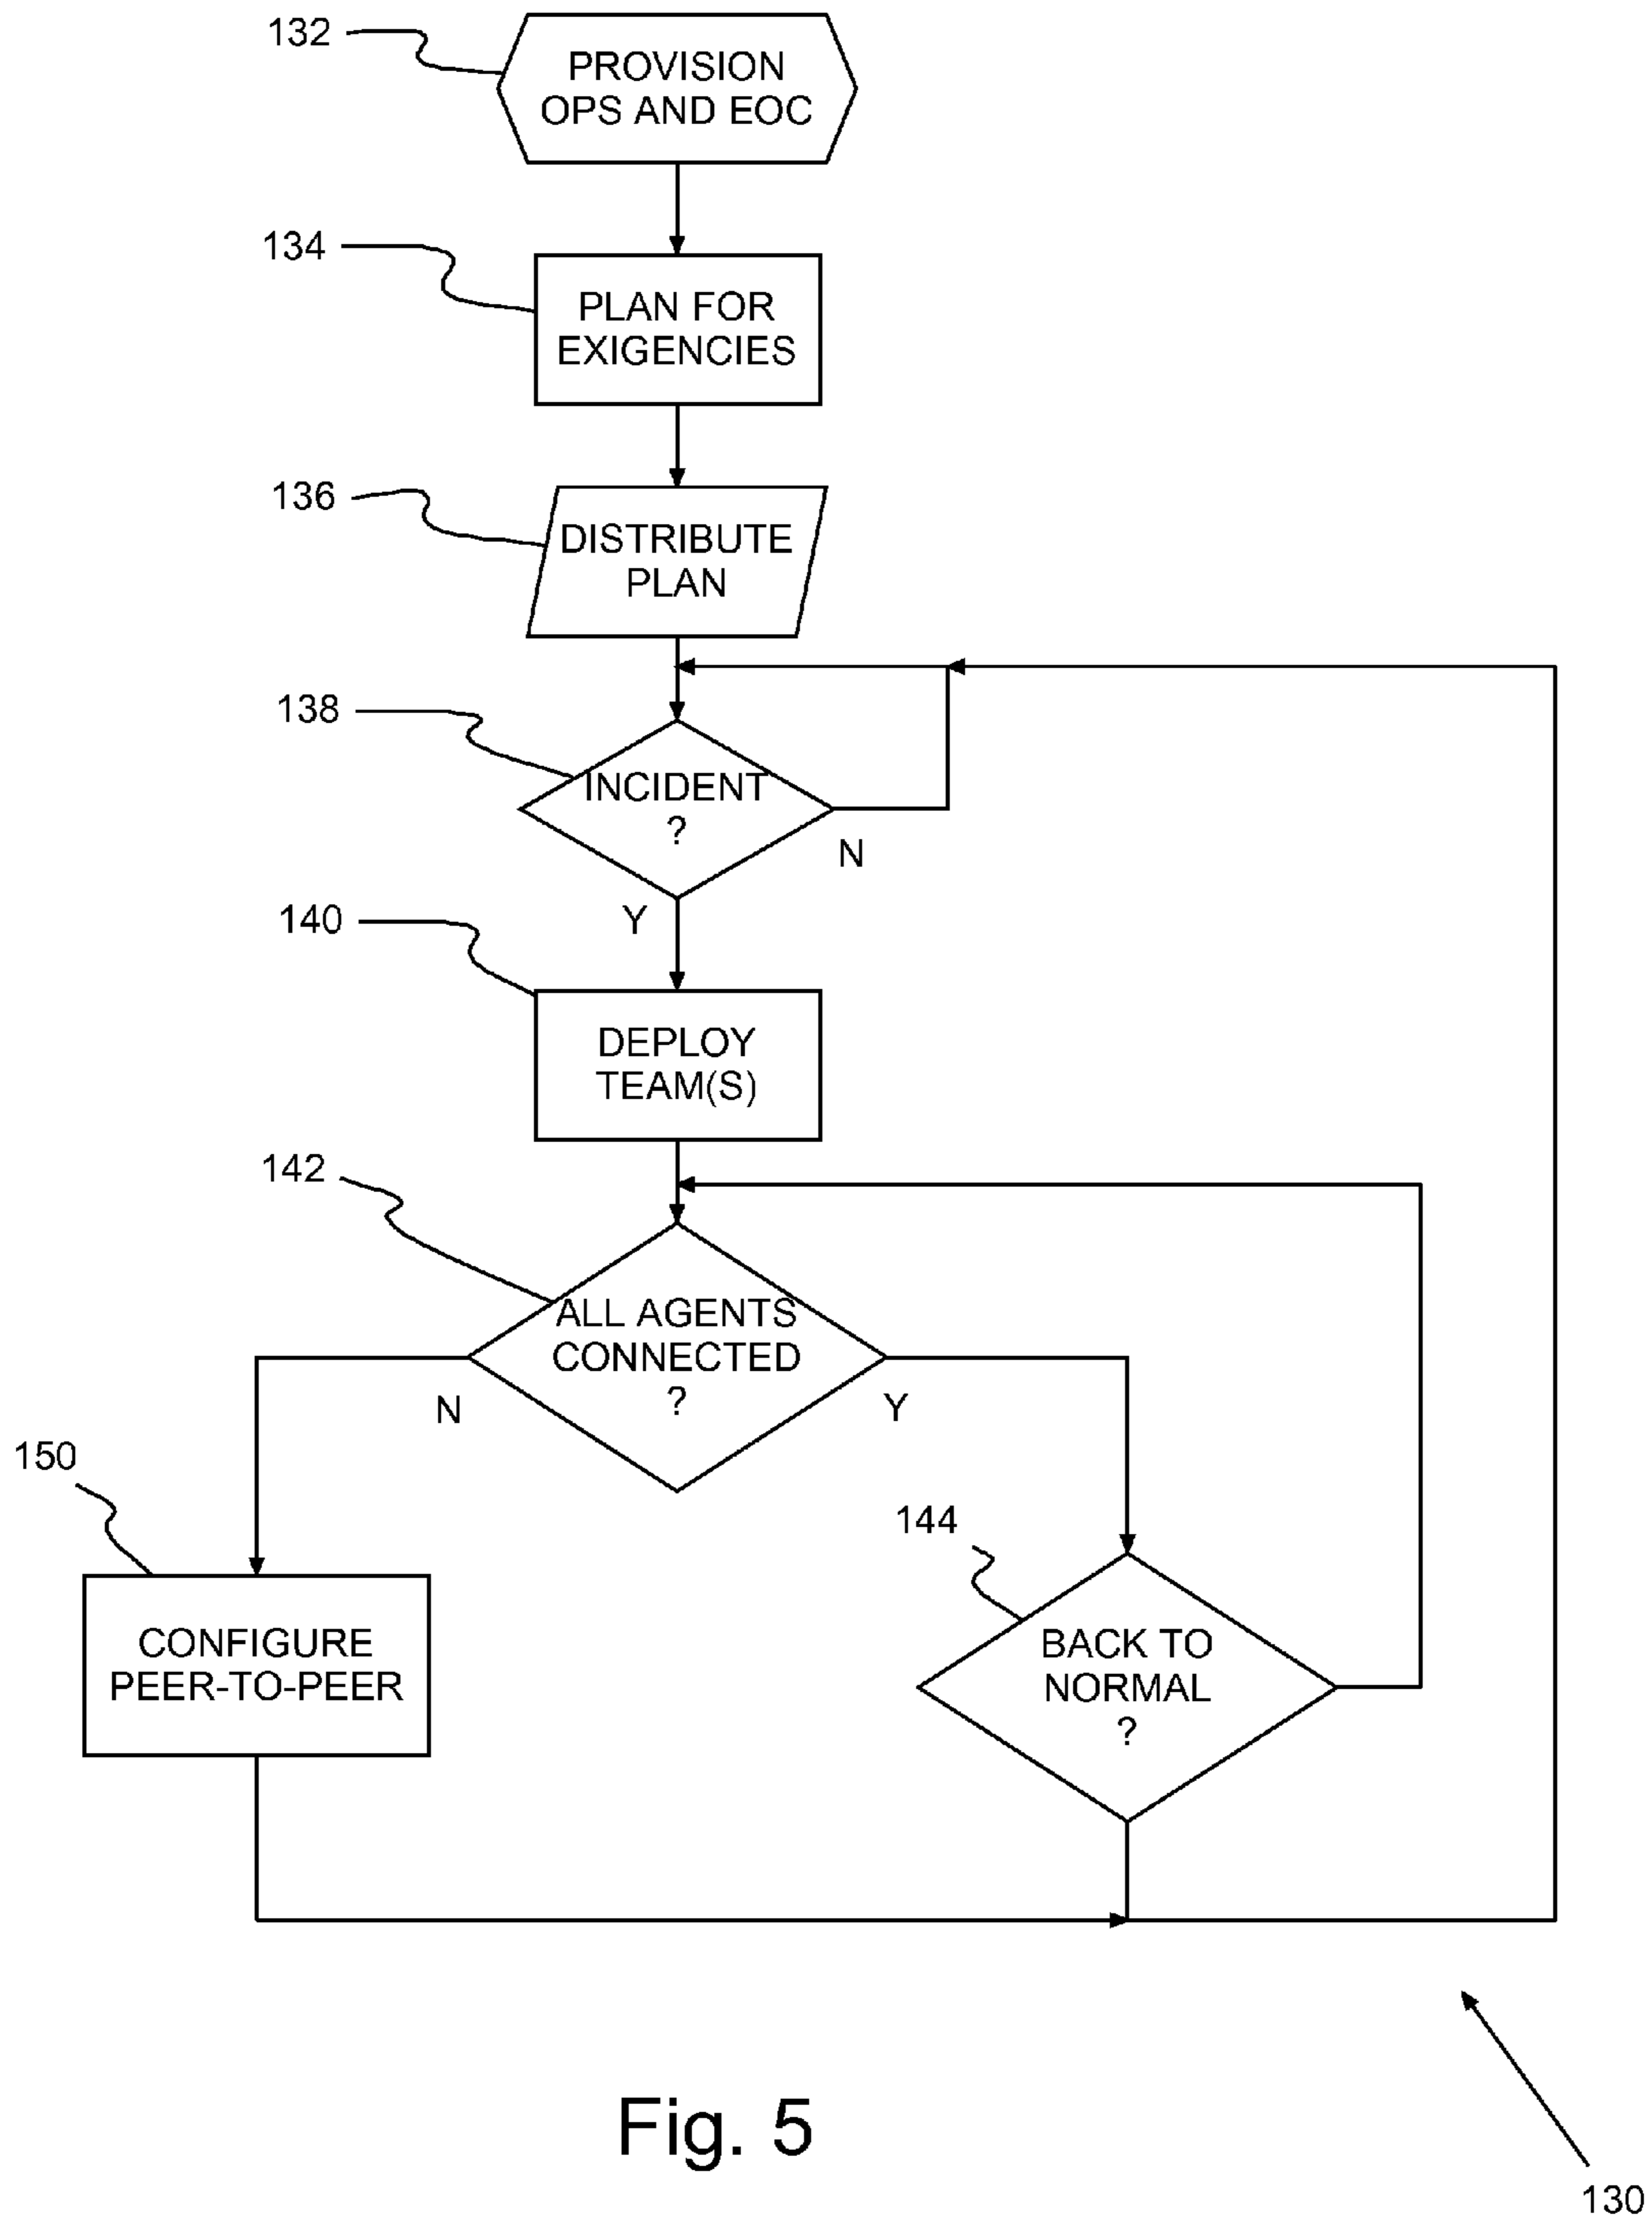 132
PROVISION
OPS AND EOC
134
PLAN FOR
EXIGENCIES
136
DISTRIBUTE
PLAN
138
INCIDENT
?
N
Y
140
DEPLOY
TEAM(S)
142
ALL AGENTS
CONNECTED
?
N
Y
150
CONFIGURE
PEER-TO-PEER
144
BACK TO
NORMAL
?
Fig. 5
130